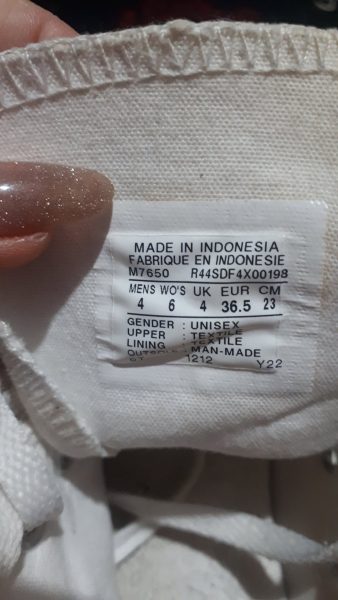 MADE IN INDONESIA
FABRIQUE EN INDONESIE
M7650 R44SDF4X00198
MENS WO'S UK EUR CM
4 6 4 36.5 23
GENDER : UNISEX
UPPER : TEXTILE
LINING : TEXTILE
OUTSOLE : MAN-MADE
1212 Y22